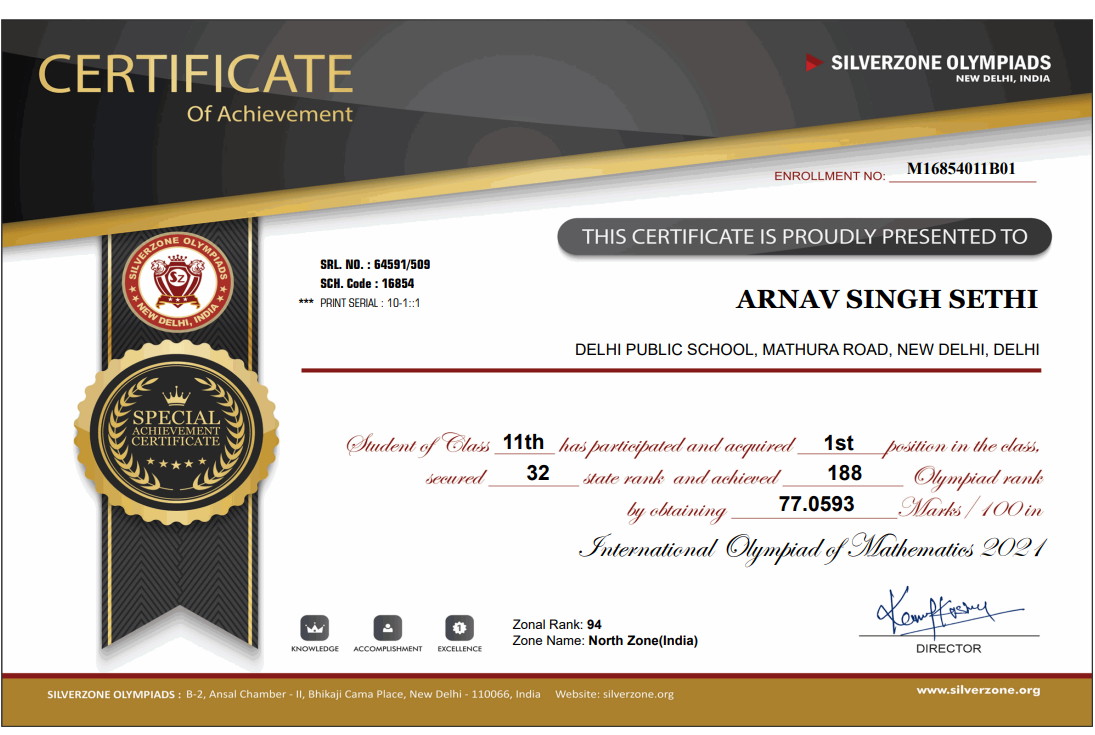 CERTIFICATE
Of Achievement
SILVERZONE OLYMPIADS
NEW DELHI, INDIA
ENROLLMENT NO: M16854011B01
THIS CERTIFICATE IS PROUDLY PRESENTED TO
SRL. NO. : 64591/509
SCH. Code : 16854
*** PRINT SERIAL : 10-1::1
ARNAV SINGH SETHI
DELHI PUBLIC SCHOOL, MATHURA ROAD, NEW DELHI, DELHI
SILVERZONE OLYMPIADS
SZ
NEW DELHI, INDIA
SPECIAL
ACHIEVEMENT
CERTIFICATE
Student of Class 11th has participated and acquired 1st position in the class,
secured 32 state rank and achieved 188 Olympiad rank
by obtaining 77.0593 Marks / 100 in
International Olympiad of Mathematics 2021
KNOWLEDGE
ACCOMPLISHMENT
1
EXCELLENCE
Zonal Rank: 94
Zone Name: North Zone(India)
DIRECTOR
SILVERZONE OLYMPIADS : B-2, Ansal Chamber - II, Bhikaji Cama Place, New Delhi - 110066, India Website: silverzone.org
www.silverzone.org